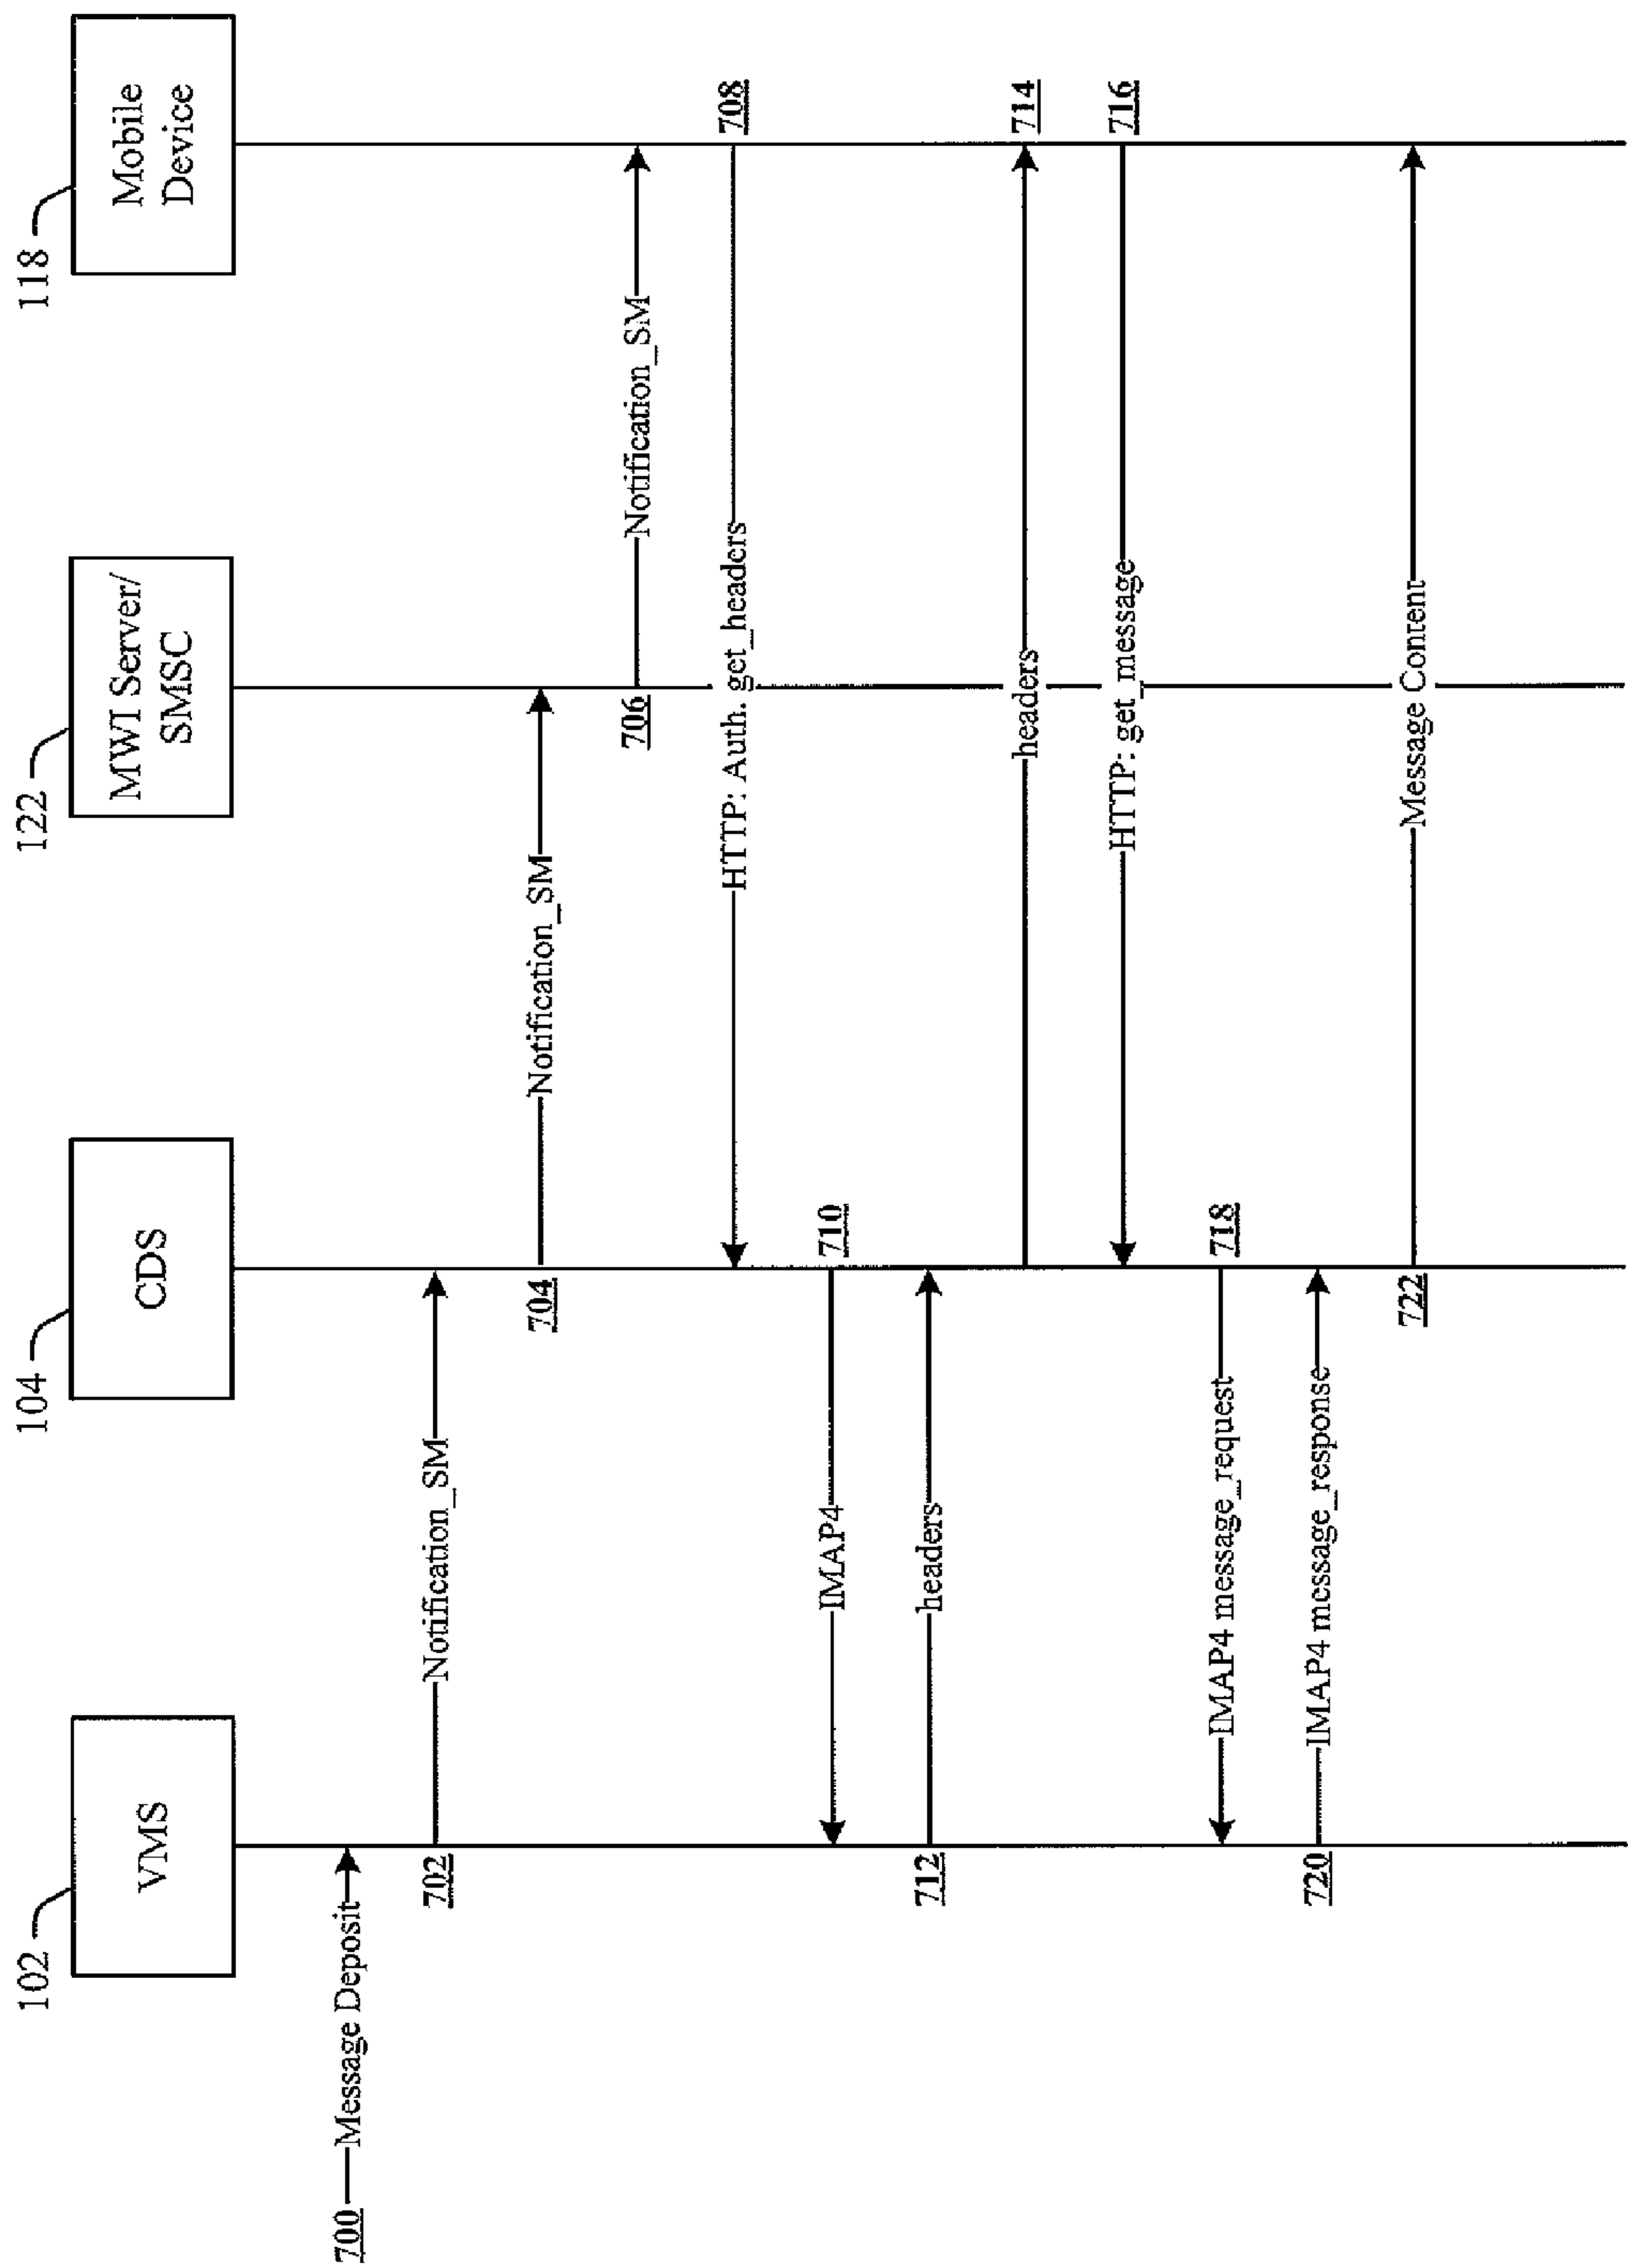 102
VMS
104
CDS
122
MWI Server/
SMSC
118
Mobile
Device
700
Message Deposit
702
Notification_SM
704
Notification_SM
706
Notification_SM
708
HTTP: Auth. get_headers
710
IMAP4
712
headers
714
headers
716
HTTP: get_message
718
IMAP4 message_request
720
IMAP4 message_response
722
Message Content